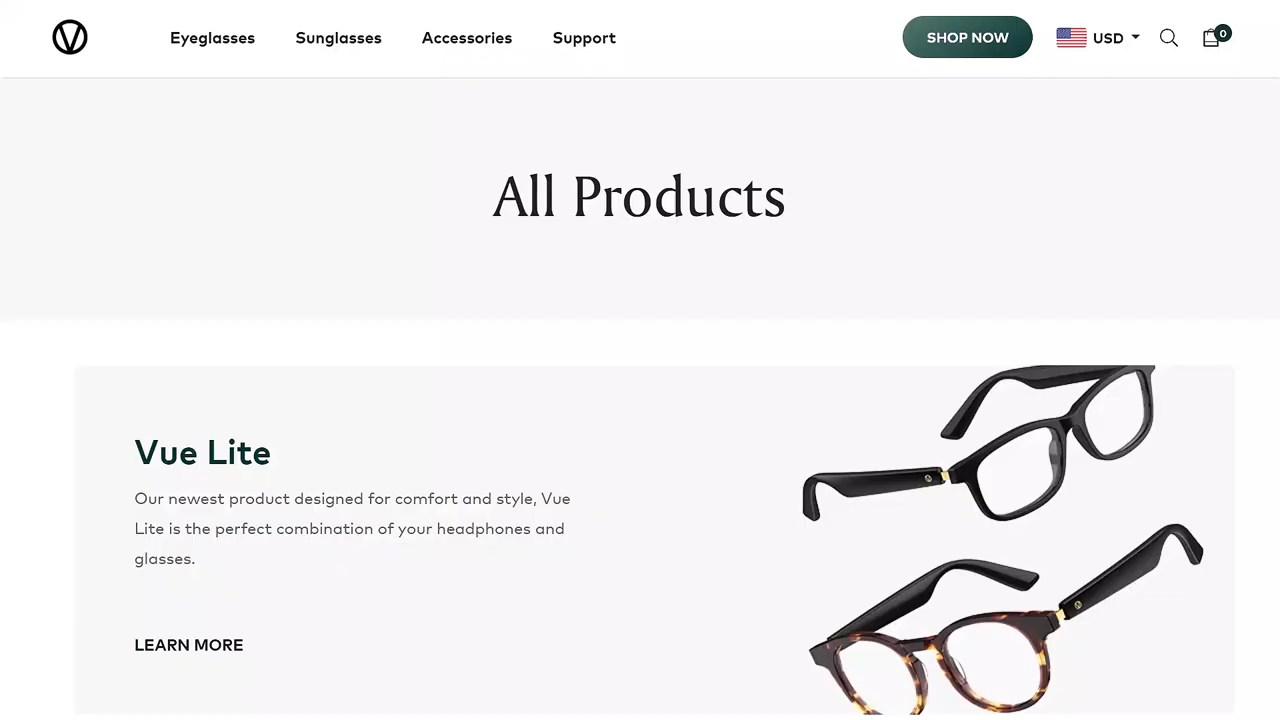 Eyeglasses Sunglasses Accessories Support SHOP NOW USD 0
All Products
Vue Lite
Our newest product designed for comfort and style, Vue
Lite is the perfect combination of your headphones and
glasses.
LEARN MORE